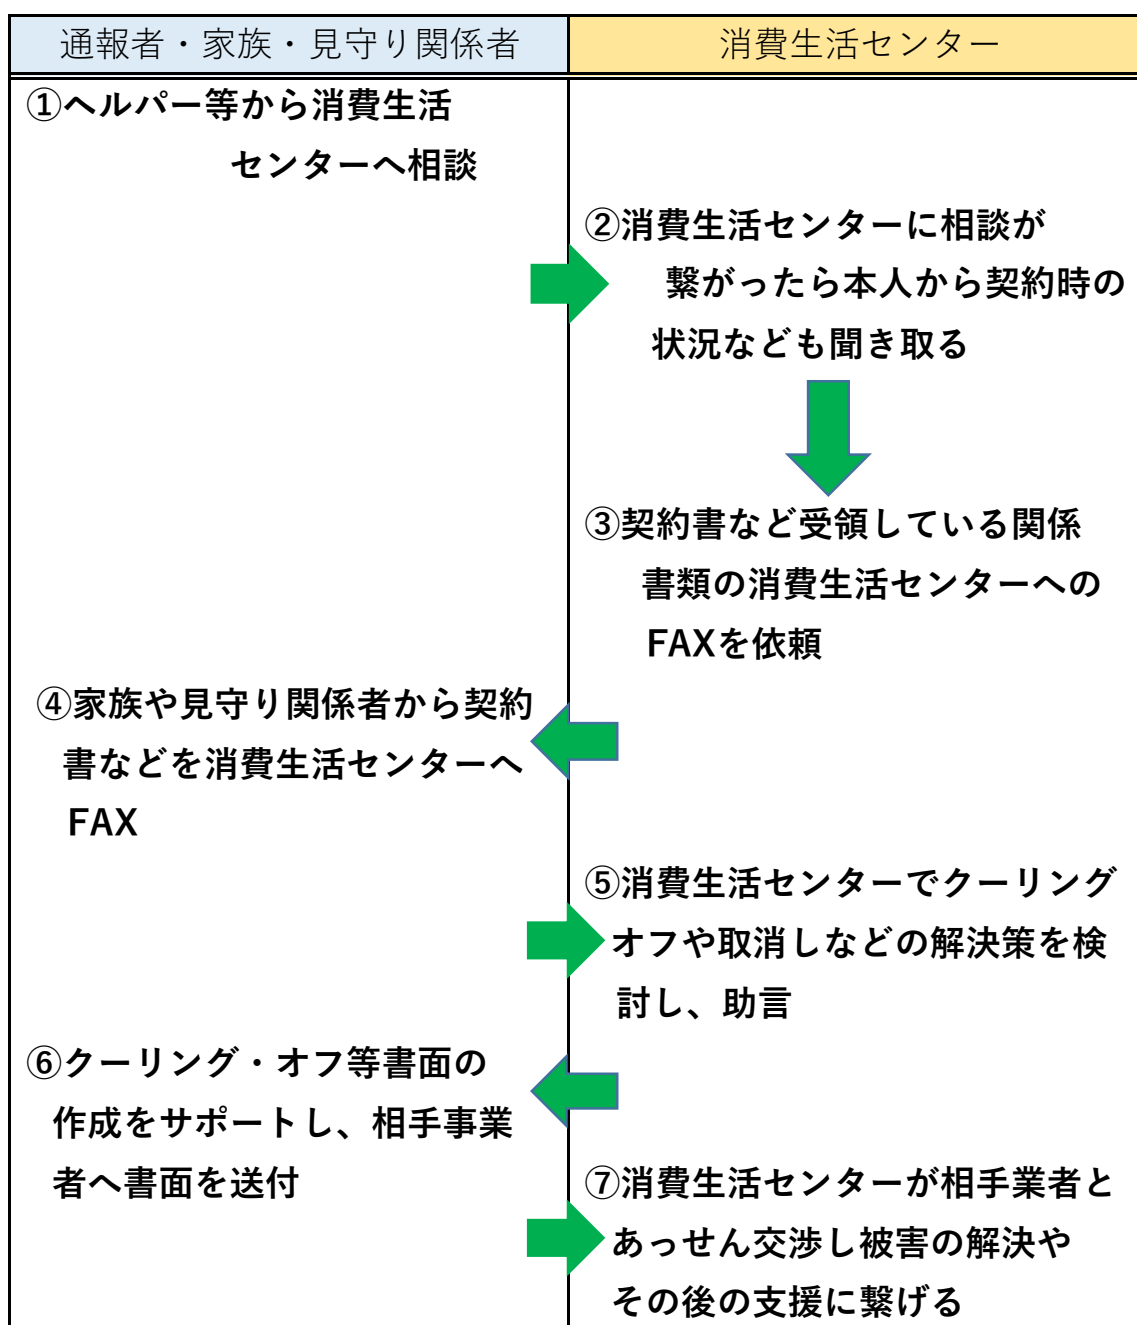 通報者・家族・見守り関係者
消費生活センター
①ヘルパー等から消費生活
センターへ相談
②消費生活センターに相談が
繋がったら本人から契約時の
状況なども聞き取る
③契約書など受領している関係
書類の消費生活センターへの
FAXを依頼
④家族や見守り関係者から契約
書などを消費生活センターへ
FAX
⑤消費生活センターでクーリング
オフや取消しなどの解決策を検
討し、助言
⑥クーリング・オフ等書面の
作成をサポートし、相手事業
者へ書面を送付
⑦消費生活センターが相手業者と
あっせん交渉し被害の解決や
その後の支援に繋げる